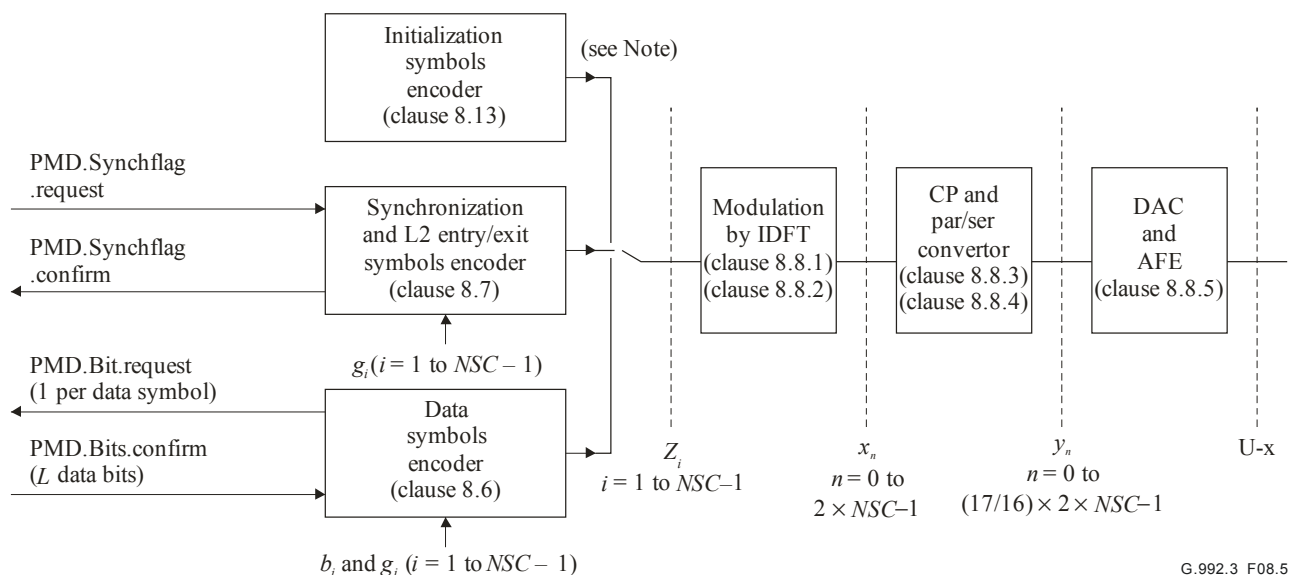 Initialization
symbols
encoder
(clause 8.13)
(see Note)
PMD.Synchflag
.request
PMD.Synchflag
.confirm
Synchronization
and L2 entry/exit
symbols encoder
(clause 8.7)
g_i (i = 1 to NSC – 1)
Modulation
by IDFT
(clause 8.8.1)
(clause 8.8.2)
CP and
par/ser
convertor
(clause 8.8.3)
(clause 8.8.4)
DAC
and
AFE
(clause 8.8.5)
PMD.Bit.request
(1 per data symbol)
PMD.Bits.confirm
(L data bits)
Data
symbols
encoder
(clause 8.6)
b_i and g_i (i = 1 to NSC – 1)
Z_i
i = 1 to NSC–1
x_n
n = 0 to
2 × NSC–1
y_n
n = 0 to
(17/16) × 2 × NSC–1
U-x
G.992.3_F08.5